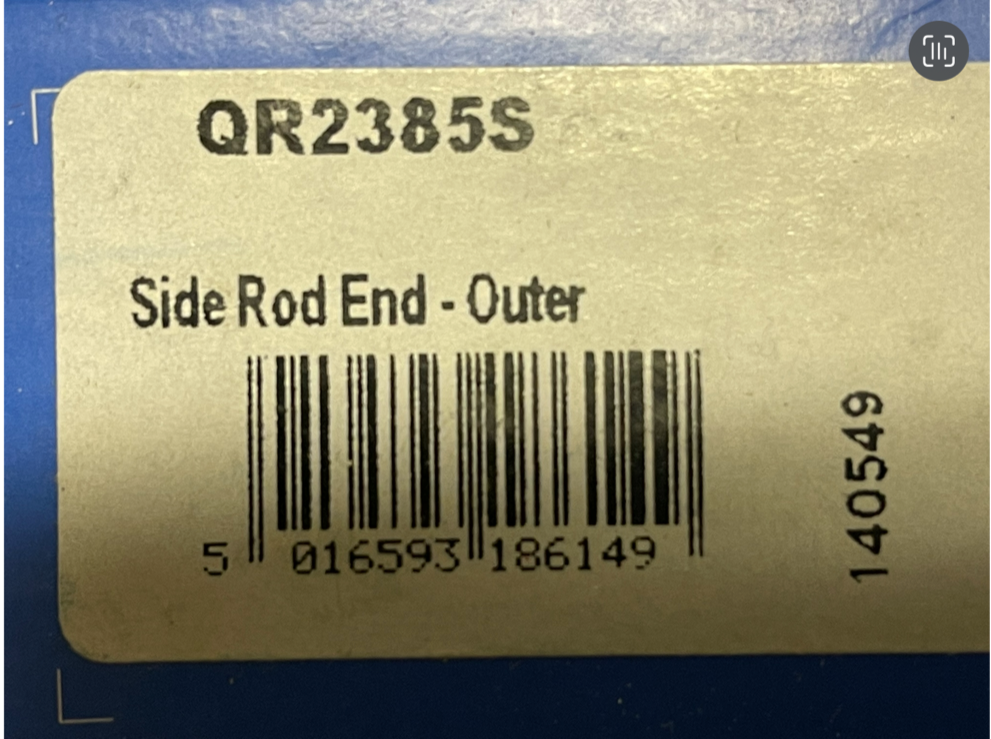 QR2385S
Side Rod End - Outer
5 016593 186149
140549